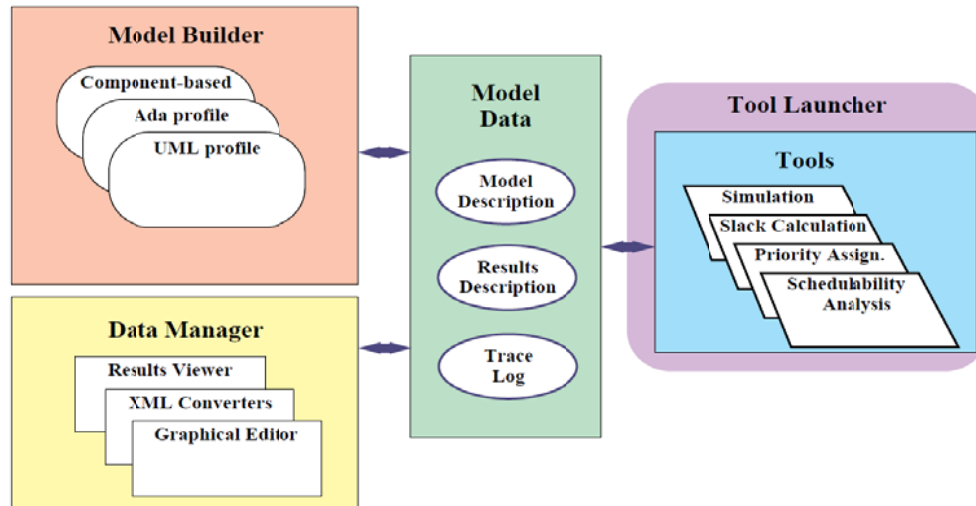 Model Builder
Component-based
Ada profile
UML profile
Data Manager
Results Viewer
XML Converters
Graphical Editor
Model
Data
Model
Description
Results
Description
Trace
Log
Tool Launcher
Tools
Simulation
Slack Calculation
Priority Assign.
Schedulability
Analysis